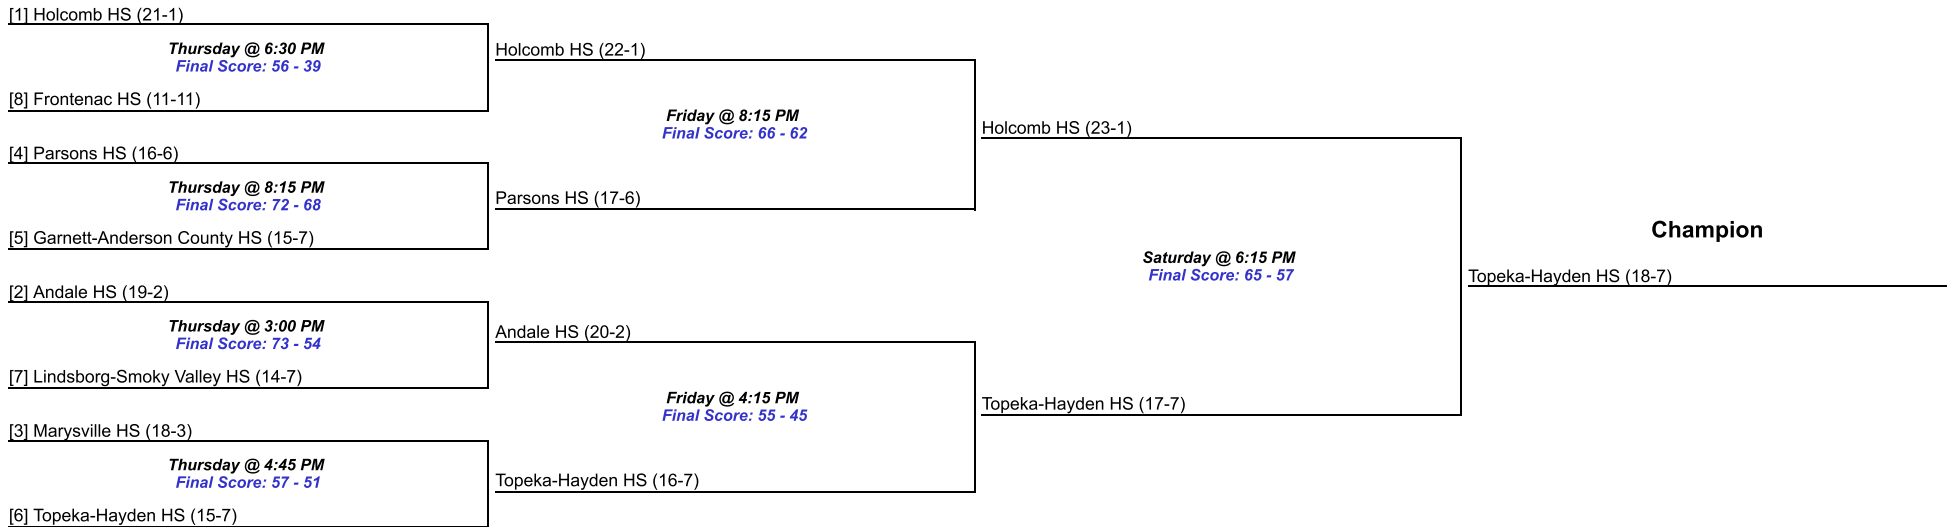 [1] Holcomb HS (21-1)
Thursday @ 6:30 PM
Final Score: 56 - 39
[8] Frontenac HS (11-11)
[4] Parsons HS (16-6)
Thursday @ 8:15 PM
Final Score: 72 - 68
[5] Garnett-Anderson County HS (15-7)
[2] Andale HS (19-2)
Thursday @ 3:00 PM
Final Score: 73 - 54
[7] Lindsborg-Smoky Valley HS (14-7)
[3] Marysville HS (18-3)
Thursday @ 4:45 PM
Final Score: 57 - 51
[6] Topeka-Hayden HS (15-7)
Holcomb HS (22-1)
Friday @ 8:15 PM
Final Score: 66 - 62
Parsons HS (17-6)
Andale HS (20-2)
Friday @ 4:15 PM
Final Score: 55 - 45
Topeka-Hayden HS (16-7)
Holcomb HS (23-1)
Saturday @ 6:15 PM
Final Score: 65 - 57
Topeka-Hayden HS (17-7)
Champion
Topeka-Hayden HS (18-7)